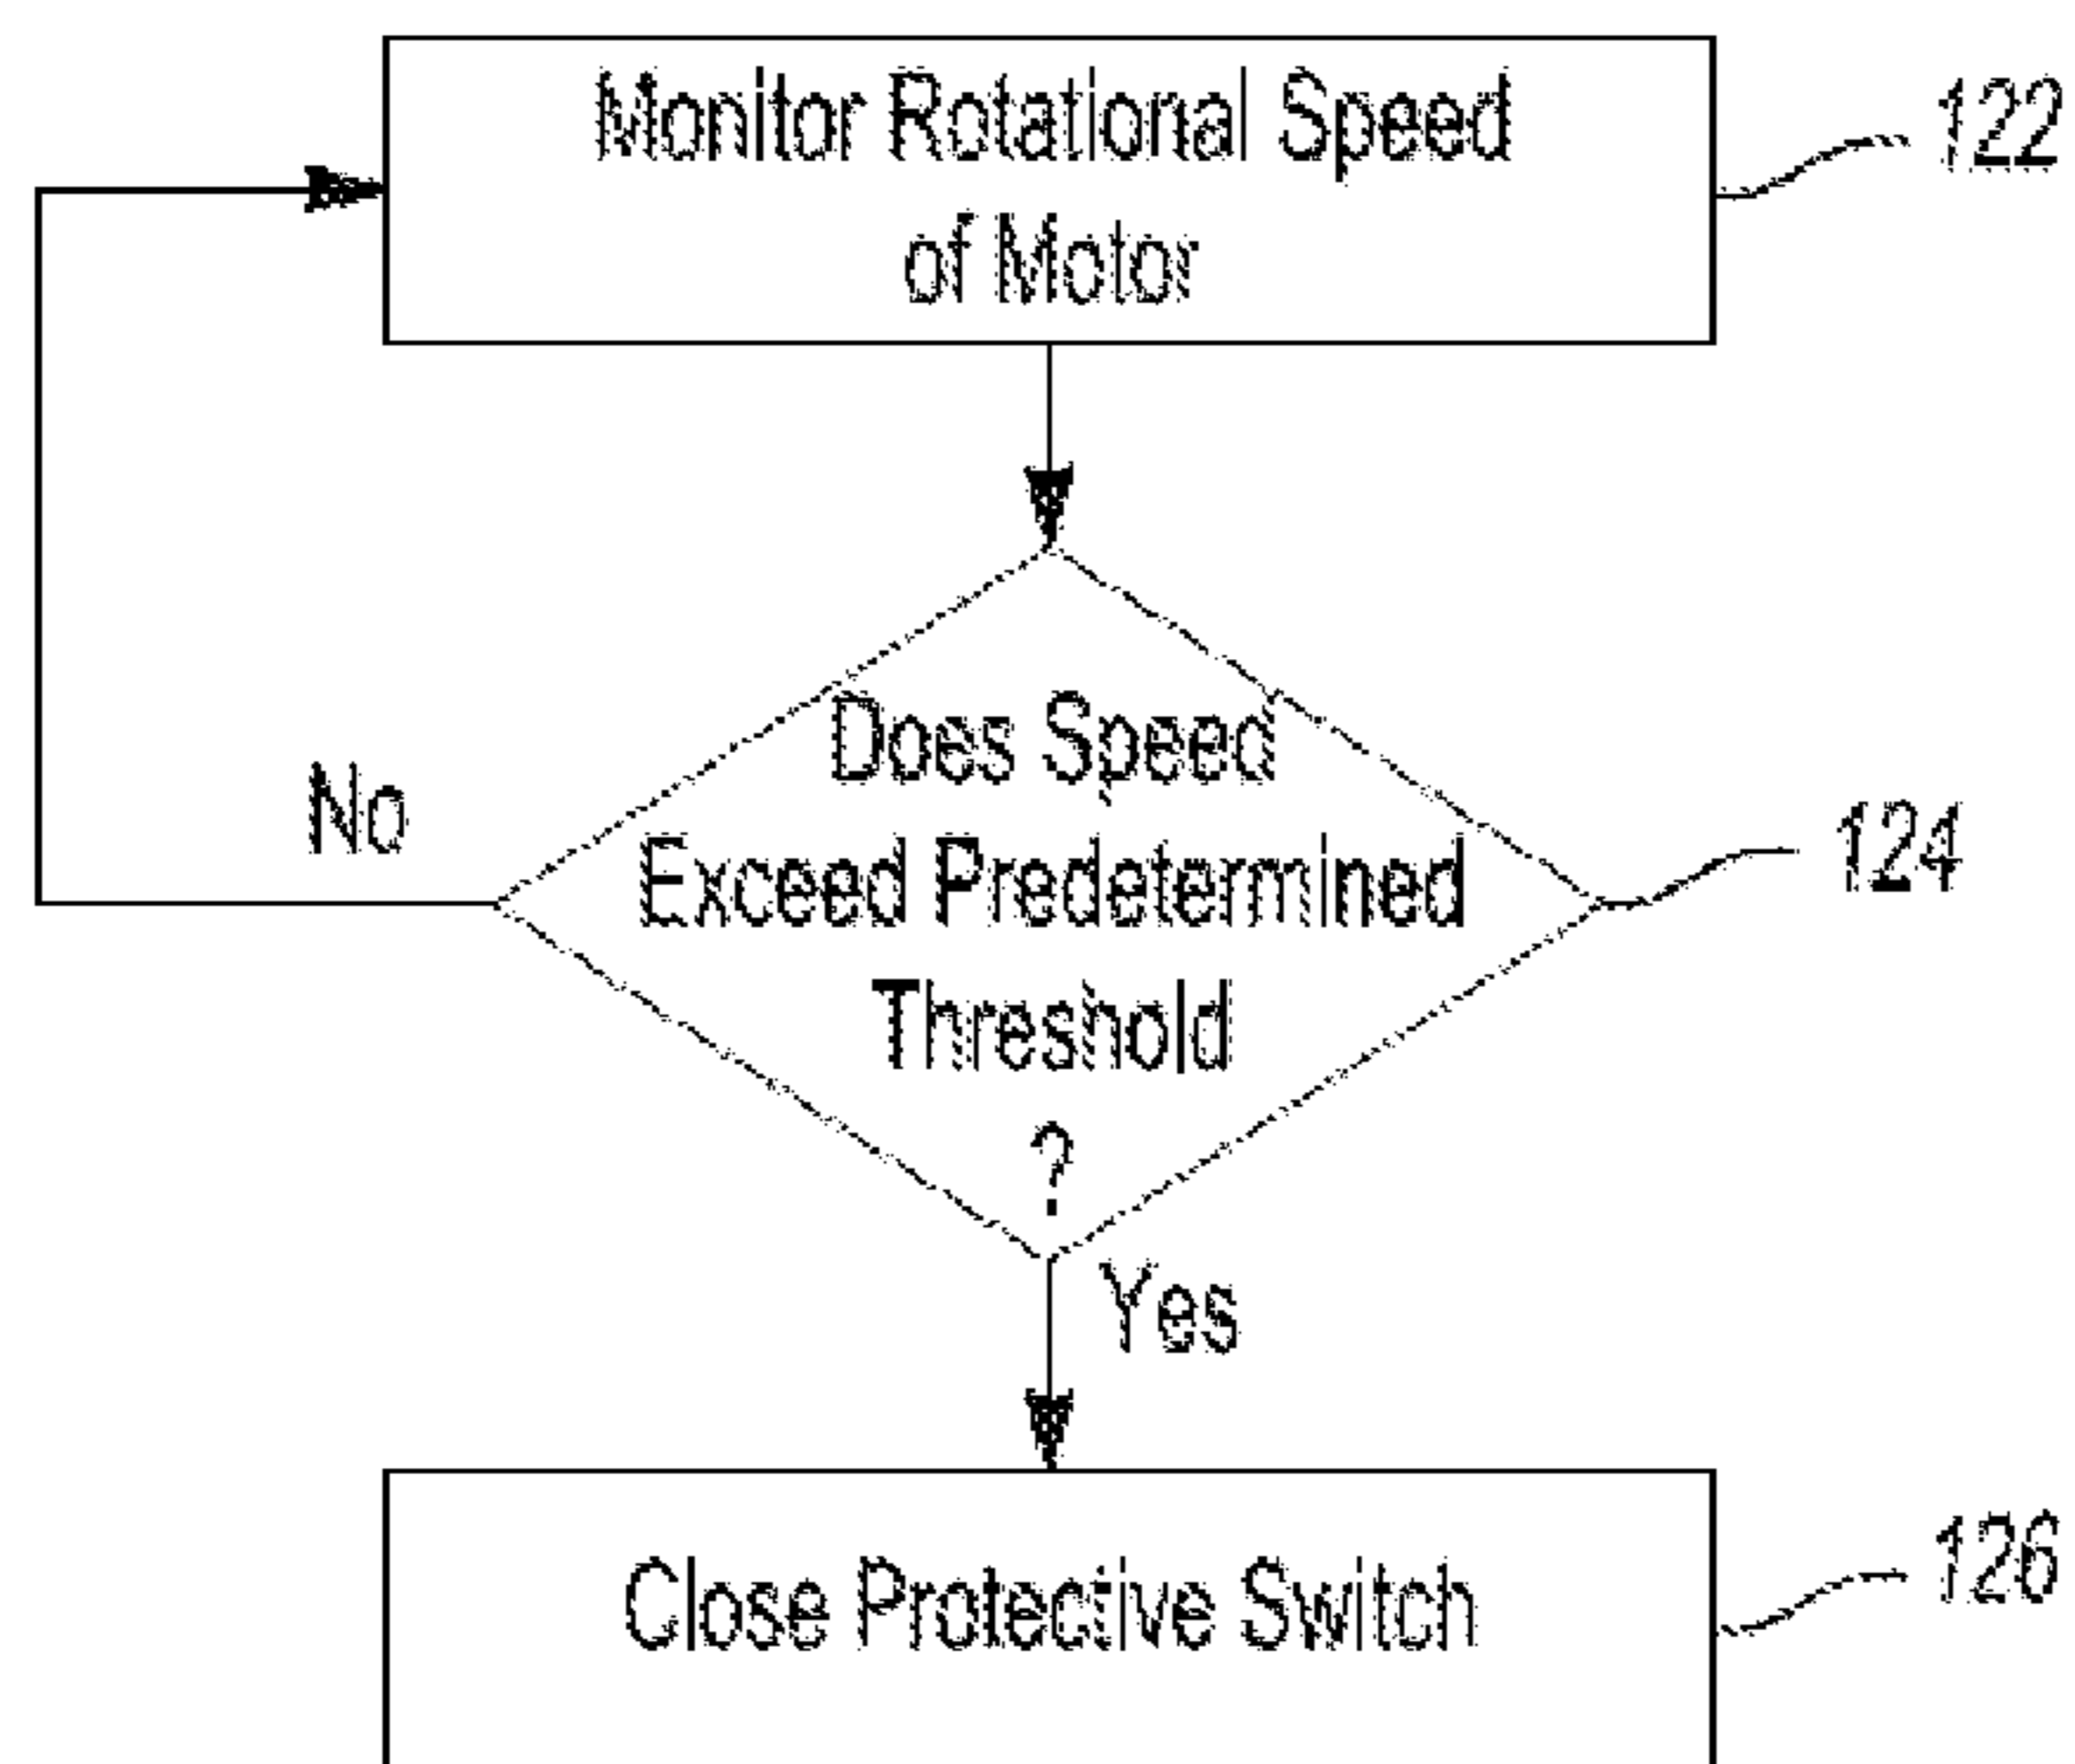 Monitor Rotational Speed
of Motor
122
Does Speed
Exceed Predetermined
Threshold
?
No
124
Yes
Close Protective Switch
126